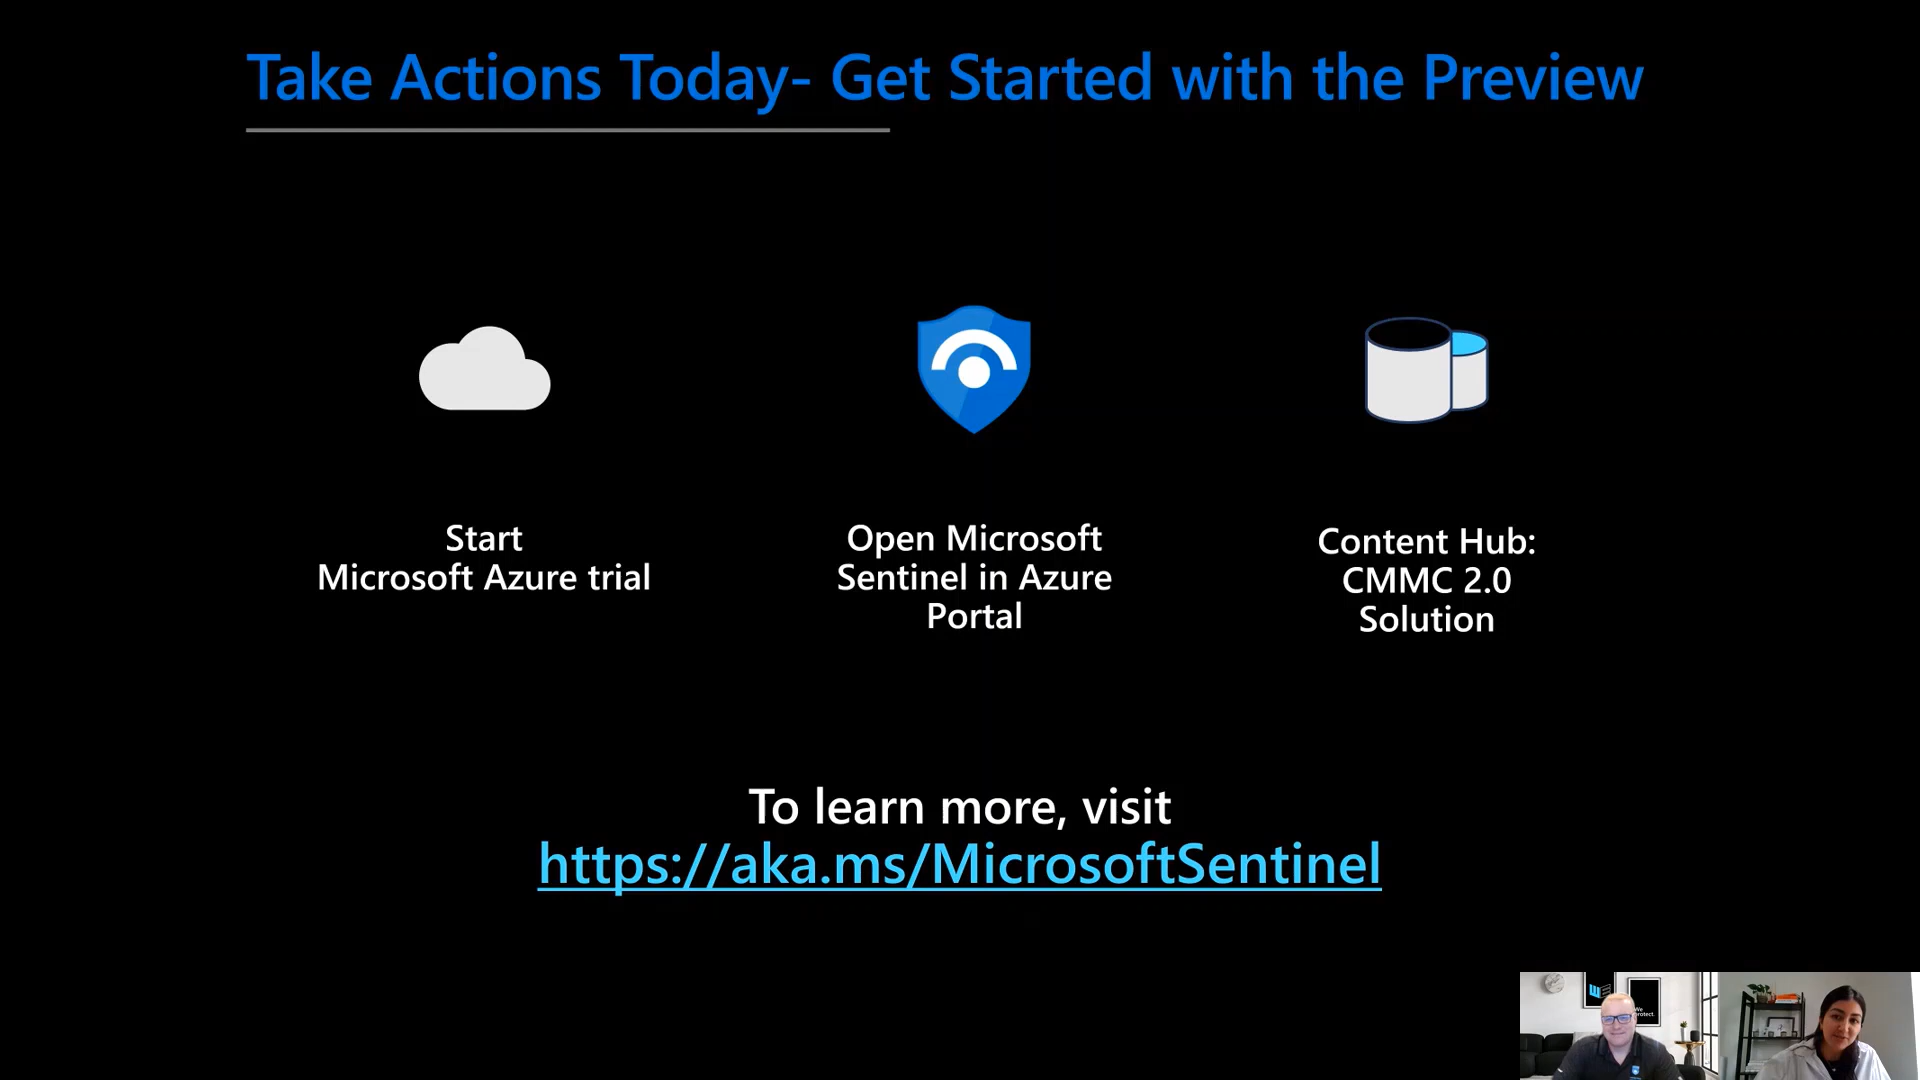 Take Actions Today- Get Started with the Preview
Start
Microsoft Azure trial
Open Microsoft
Sentinel in Azure
Portal
Content Hub:
CMMC 2.0
Solution
To learn more, visit
https://aka.ms/MicrosoftSentinel